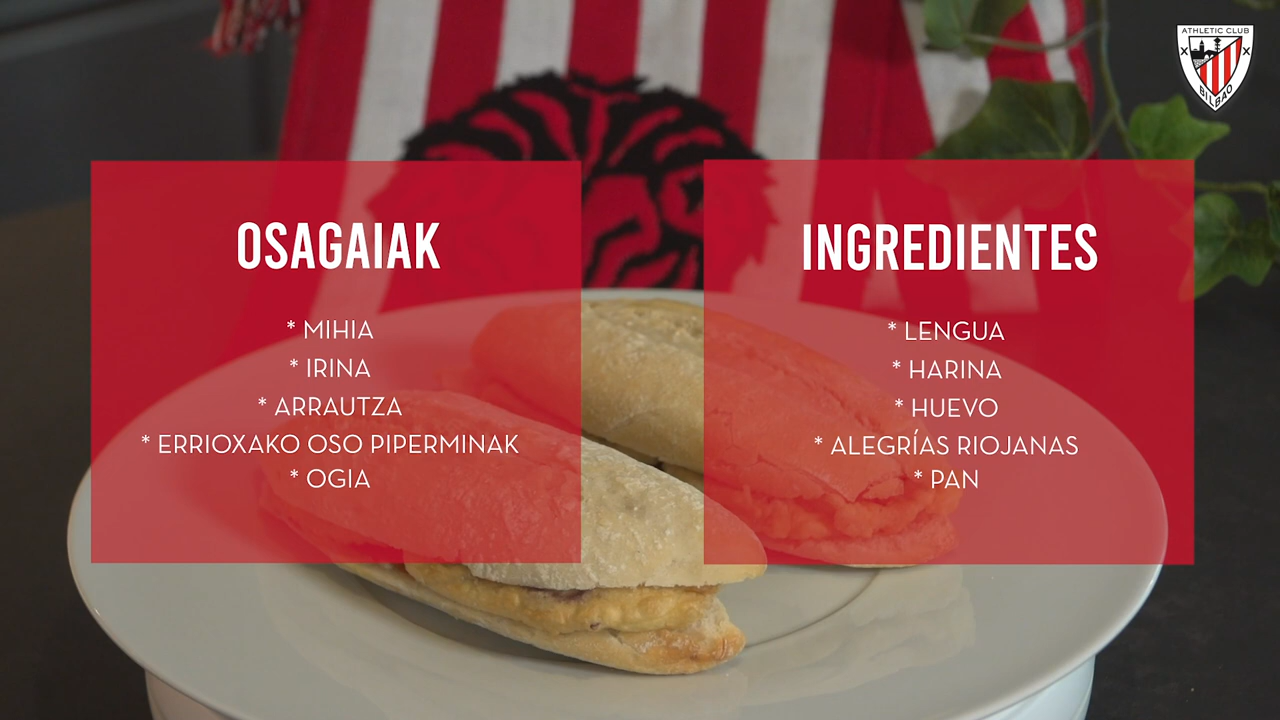 ATHLETIC CLUB
BILBAO
OSAGAIAK
* MIHIA
* IRINA
* ARRAUTZA
* ERRIOXAKO OSO PIPERMINAK
* OGIA
INGREDIENTES
* LENGUA
* HARINA
* HUEVO
* ALEGRÍAS RIOJANAS
* PAN